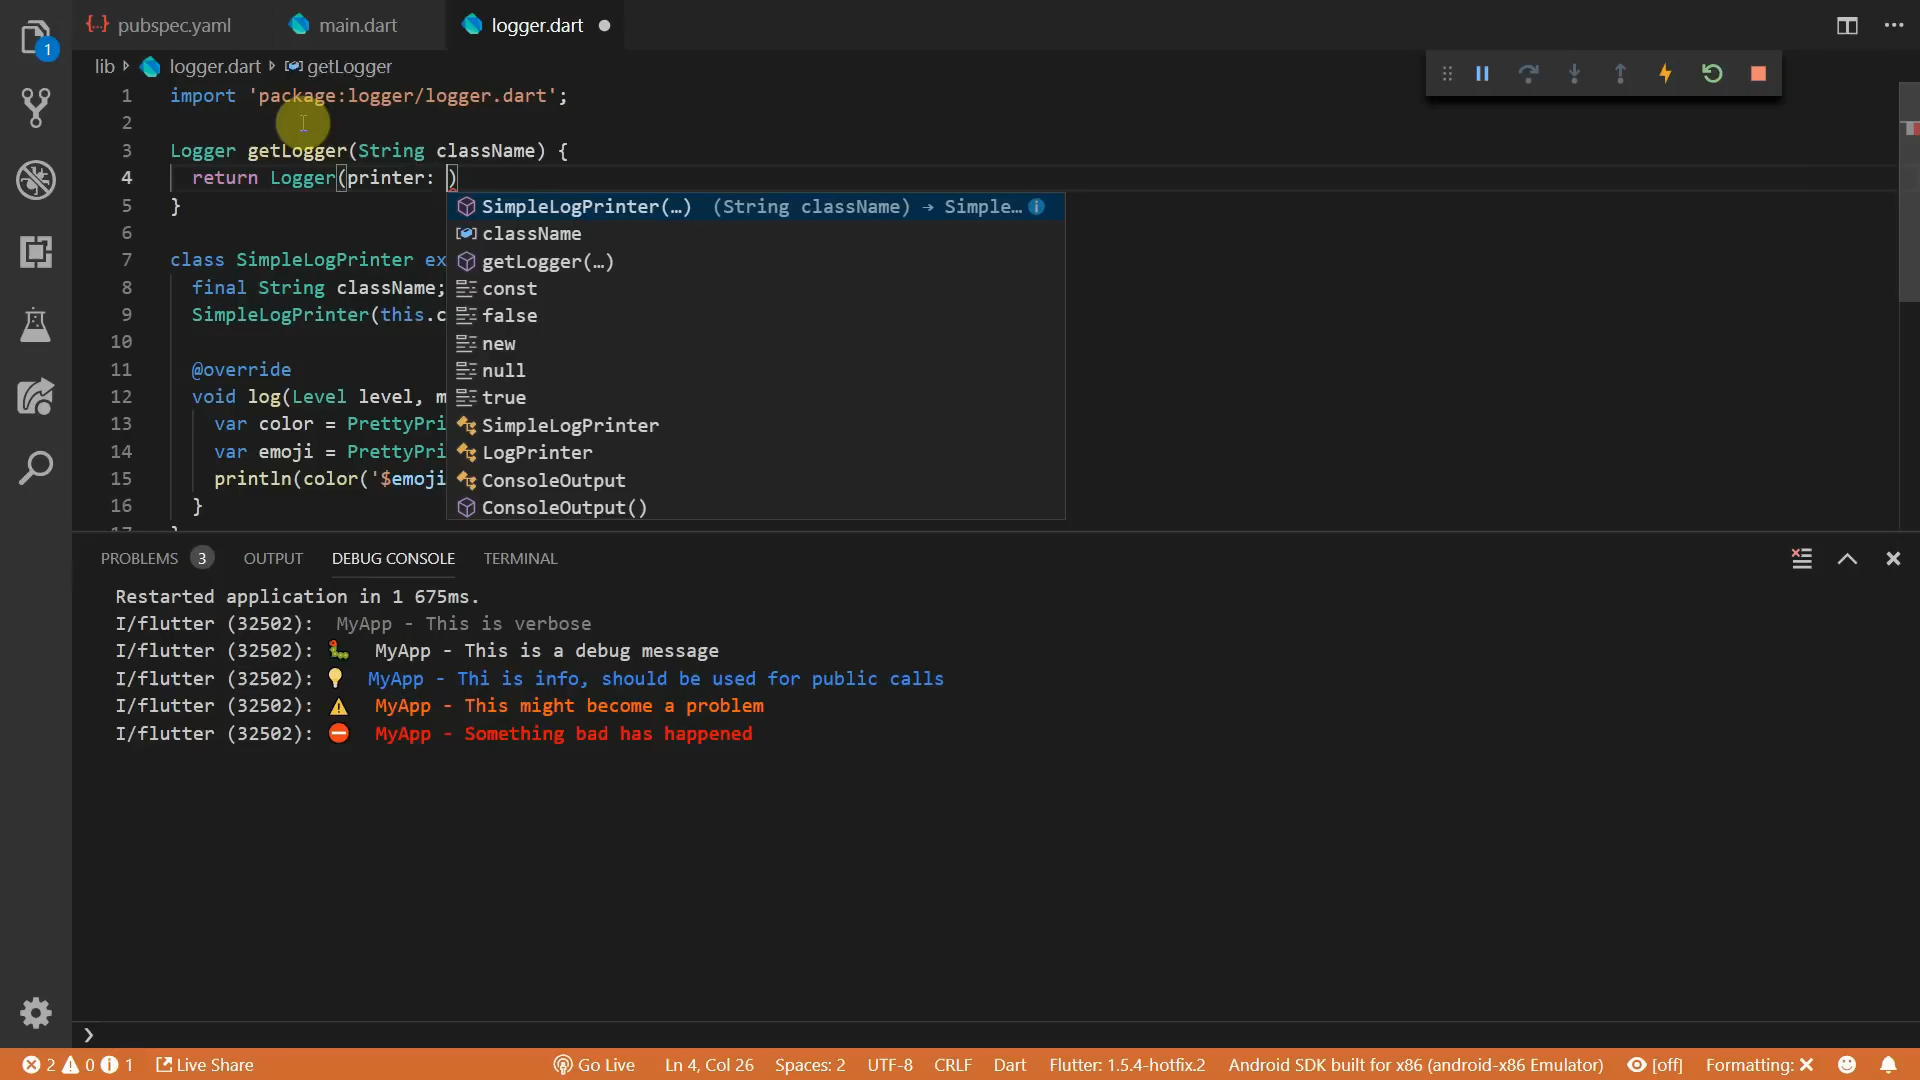 1
{..} pubspec.yaml
main.dart
logger.dart
lib logger.dart getLogger
1 import 'package:logger/logger.dart';
2
3 Logger getLogger(String className) {
4 return Logger(printer: )
5 }
6
7 class SimpleLogPrinter ex
8 final String className;
9 SimpleLogPrinter(this.c
10
11 @override
12 void log(Level level, m
13 var color = PrettyPri
14 var emoji = PrettyPri
15 println(color('$emoji
16 }
17 }
SimpleLogPrinter(…) (String className) → Simple…
className
getLogger(…)
const
false
new
null
true
SimpleLogPrinter
LogPrinter
ConsoleOutput
ConsoleOutput()
PROBLEMS 3 OUTPUT DEBUG CONSOLE TERMINAL
Restarted application in 1 675ms.
I/flutter (32502): MyApp - This is verbose
I/flutter (32502): 🐛 MyApp - This is a debug message
I/flutter (32502): 💡 MyApp - Thi is info, should be used for public calls
I/flutter (32502): ⚠️ MyApp - This might become a problem
I/flutter (32502): ⛔ MyApp - Something bad has happened
❯
2 0 1 Live Share Go Live Ln 4, Col 26 Spaces: 2 UTF-8 CRLF Dart Flutter: 1.5.4-hotfix.2 Android SDK built for x86 (android-x86 Emulator) [off] Formatting: ✕